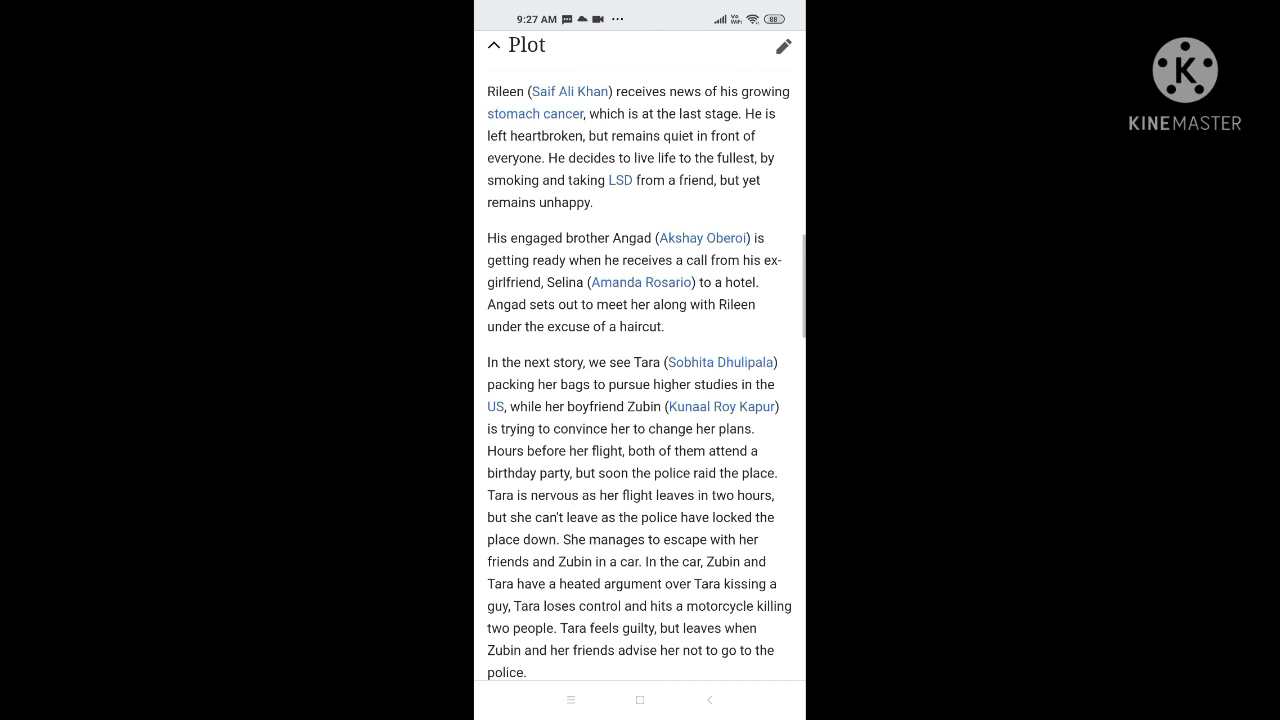 9:27 AM
Vo
WiFi
88
Plot
K
KINEMASTER
Rileen (Saif Ali Khan) receives news of his growing
stomach cancer, which is at the last stage. He is
left heartbroken, but remains quiet in front of
everyone. He decides to live life to the fullest, by
smoking and taking LSD from a friend, but yet
remains unhappy.
His engaged brother Angad (Akshay Oberoi) is
getting ready when he receives a call from his ex-
girlfriend, Selina (Amanda Rosario) to a hotel.
Angad sets out to meet her along with Rileen
under the excuse of a haircut.
In the next story, we see Tara (Sobhita Dhulipala)
packing her bags to pursue higher studies in the
US, while her boyfriend Zubin (Kunaal Roy Kapur)
is trying to convince her to change her plans.
Hours before her flight, both of them attend a
birthday party, but soon the police raid the place.
Tara is nervous as her flight leaves in two hours,
but she can't leave as the police have locked the
place down. She manages to escape with her
friends and Zubin in a car. In the car, Zubin and
Tara have a heated argument over Tara kissing a
guy, Tara loses control and hits a motorcycle killing
two people. Tara feels guilty, but leaves when
Zubin and her friends advise her not to go to the
police.